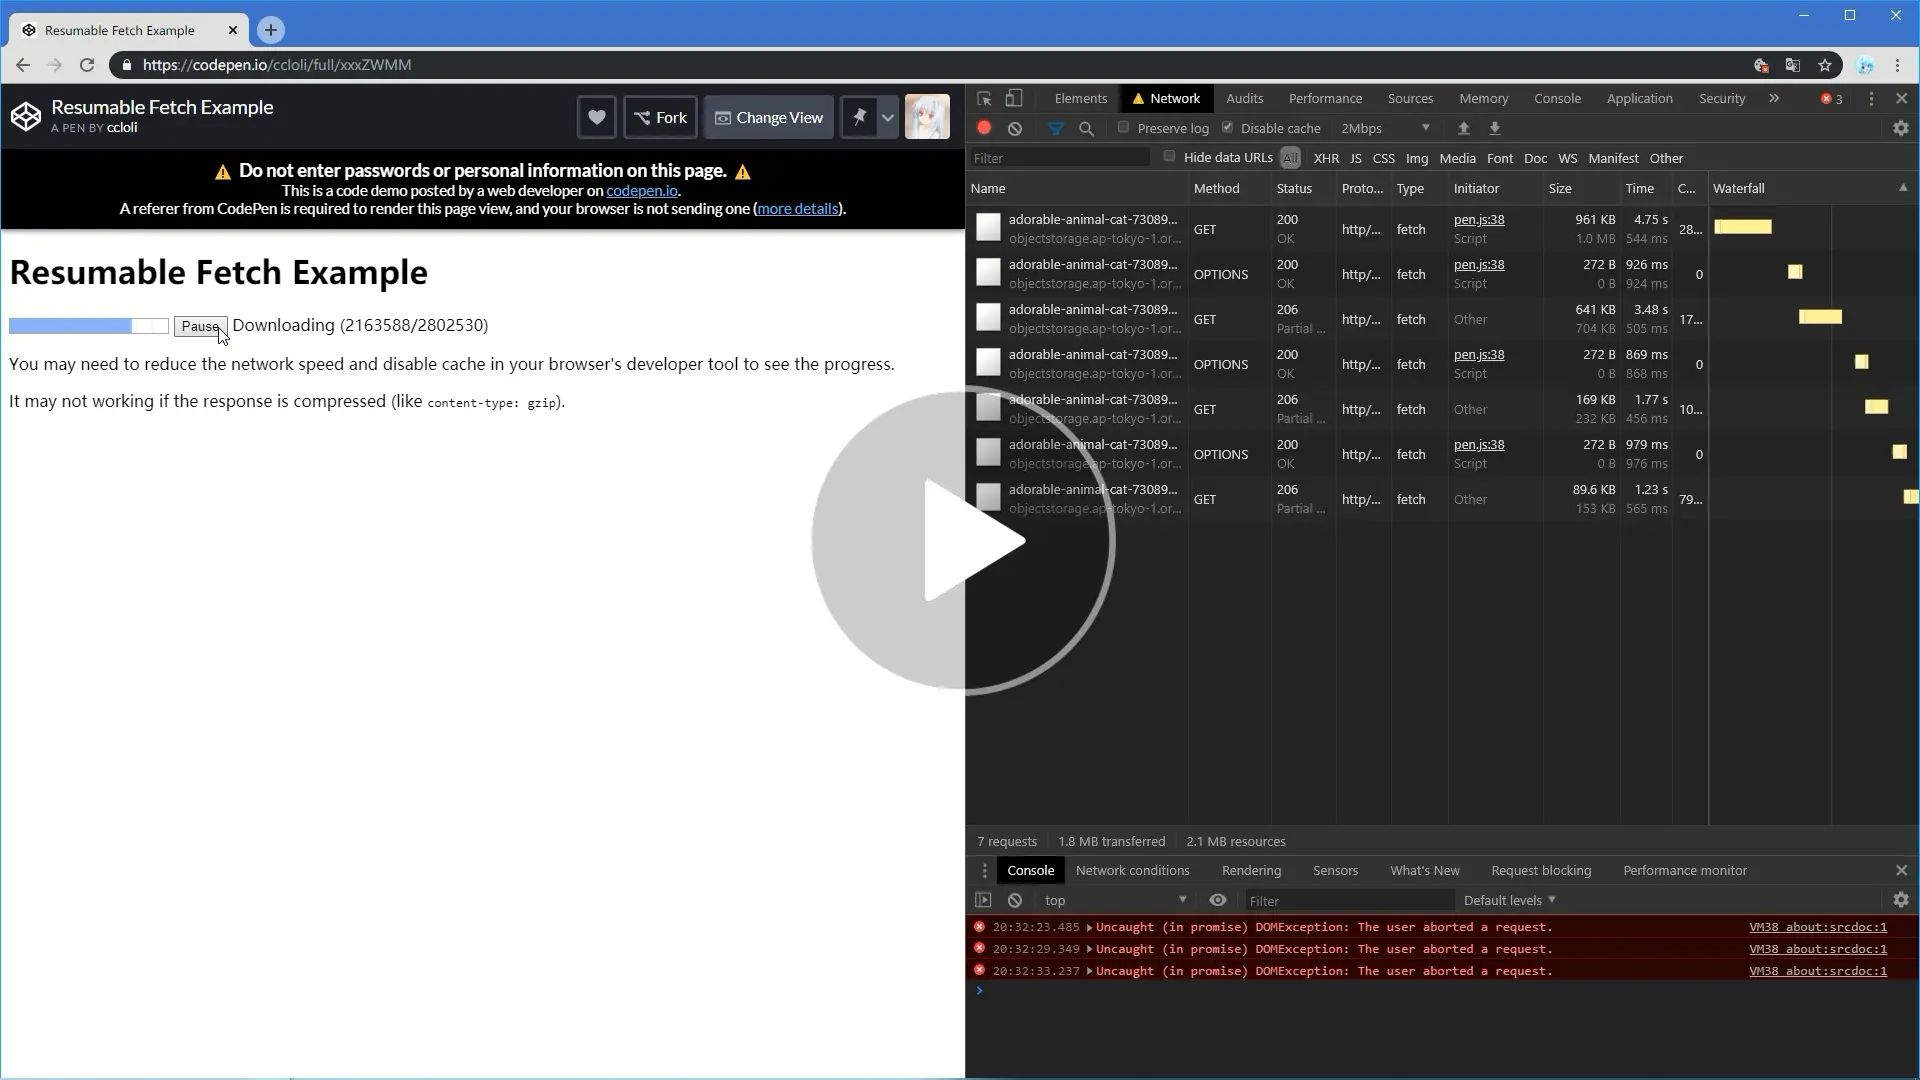 Resumable Fetch Example
https://codepen.io/ccloli/full/xxxZWMM
Resumable Fetch Example
A PEN BY ccloli
Fork
Change View
Do not enter passwords or personal information on this page.
This is a code demo posted by a web developer on codepen.io.
A referer from CodePen is required to render this page view, and your browser is not sending one (more details).
Resumable Fetch Example
Pause Downloading (2163588/2802530)
You may need to reduce the network speed and disable cache in your browser's developer tool to see the progress.
It may not working if the response is compressed (like content-type: gzip).
Elements Network Audits Performance Sources Memory Console Application Security » 3
Preserve log Disable cache 2Mbps
Filter Hide data URLs All XHR JS CSS Img Media Font Doc WS Manifest Other
Name Method Status Proto... Type Initiator Size Time C... Waterfall
adorable-animal-cat-73089... GET 200 http/... fetch pen.js:38 961 KB 4.75 s 28...
objectstorage.ap-tokyo-1.or... OK Script 1.0 MB 544 ms
adorable-animal-cat-73089... OPTIONS 200 http/... fetch pen.js:38 272 B 926 ms 0
objectstorage.ap-tokyo-1.or... OK Script 0 B 924 ms
adorable-animal-cat-73089... GET 206 http/... fetch Other 641 KB 3.48 s 17...
objectstorage.ap-tokyo-1.or... Partial ... 704 KB 505 ms
adorable-animal-cat-73089... OPTIONS 200 http/... fetch pen.js:38 272 B 869 ms 0
objectstorage.ap-tokyo-1.or... OK Script 0 B 868 ms
adorable-animal-cat-73089... GET 206 http/... fetch Other 169 KB 1.77 s 10...
objectstorage.ap-tokyo-1.or... Partial ... 232 KB 456 ms
adorable-animal-cat-73089... OPTIONS 200 http/... fetch pen.js:38 272 B 979 ms 0
objectstorage.ap-tokyo-1.or... OK Script 0 B 976 ms
adorable-animal-cat-73089... GET 206 http/... fetch Other 89.6 KB 1.23 s 79...
objectstorage.ap-tokyo-1.or... Partial ... 153 KB 565 ms
7 requests 1.8 MB transferred 2.1 MB resources
Console Network conditions Rendering Sensors What's New Request blocking Performance monitor
top Filter Default levels
20:32:23.485 Uncaught (in promise) DOMException: The user aborted a request. VM38 about:srcdoc:1
20:32:29.349 Uncaught (in promise) DOMException: The user aborted a request. VM38 about:srcdoc:1
20:32:33.237 Uncaught (in promise) DOMException: The user aborted a request. VM38 about:srcdoc:1